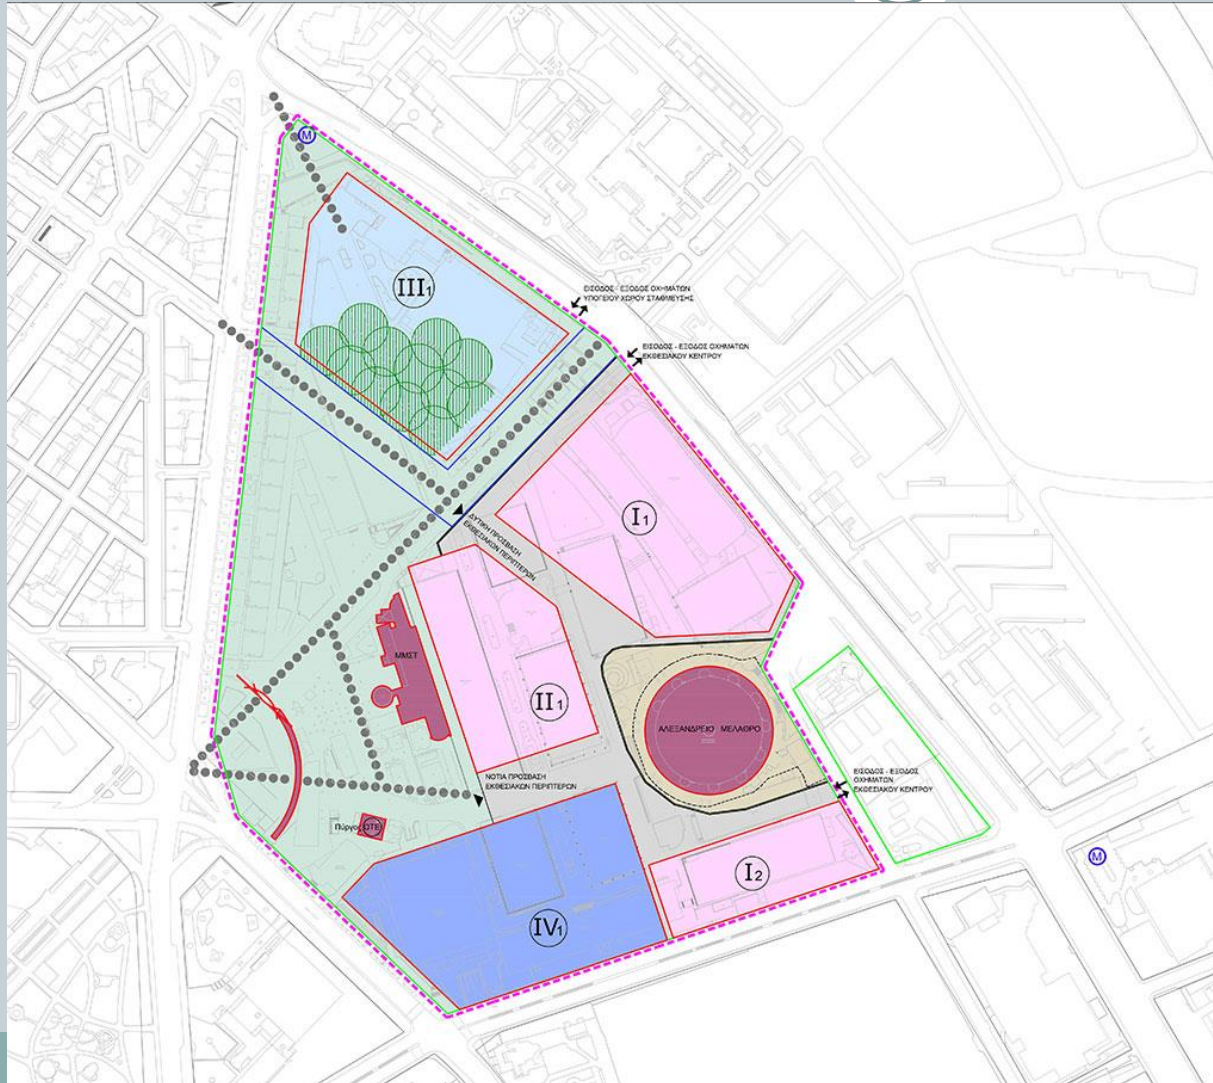 M
III1
ΕΙΣΟΔΟΣ - ΕΞΟΔΟΣ ΟΧΗΜΑΤΩΝ
ΥΠΟΓΕΙΟΥ ΧΩΡΟΥ ΣΤΑΘΜΕΥΣΗΣ
ΕΙΣΟΔΟΣ - ΕΞΟΔΟΣ ΟΧΗΜΑΤΩΝ
ΕΚΘΕΣΙΑΚΟΥ ΚΕΝΤΡΟΥ
I1
ΔΥΤΙΚΗ ΠΡΟΣΒΑΣΗ
ΕΚΘΕΣΙΑΚΩΝ ΠΕΡΙΠΤΕΡΩΝ
ΜΜΣΤ
II1
ΑΛΕΞΑΝΔΡΕΙΟ ΜΕΛΑΘΡΟ
ΝΟΤΙΑ ΠΡΟΣΒΑΣΗ
ΕΚΘΕΣΙΑΚΩΝ ΠΕΡΙΠΤΕΡΩΝ
ΕΙΣΟΔΟΣ - ΕΞΟΔΟΣ
ΟΧΗΜΑΤΩΝ
ΕΚΘΕΣΙΑΚΟΥ ΚΕΝΤΡΟΥ
Πύργος ΟΤΕ
M
I2
IV1